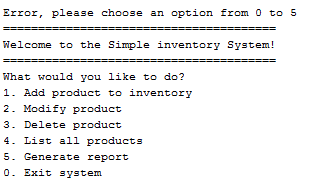 Error, please choose an option from 0 to 5
=======================================
Welcome to the Simple inventory System!
=======================================
What would you like to do?
1. Add product to inventory
2. Modify product
3. Delete product
4. List all products
5. Generate report
0. Exit system